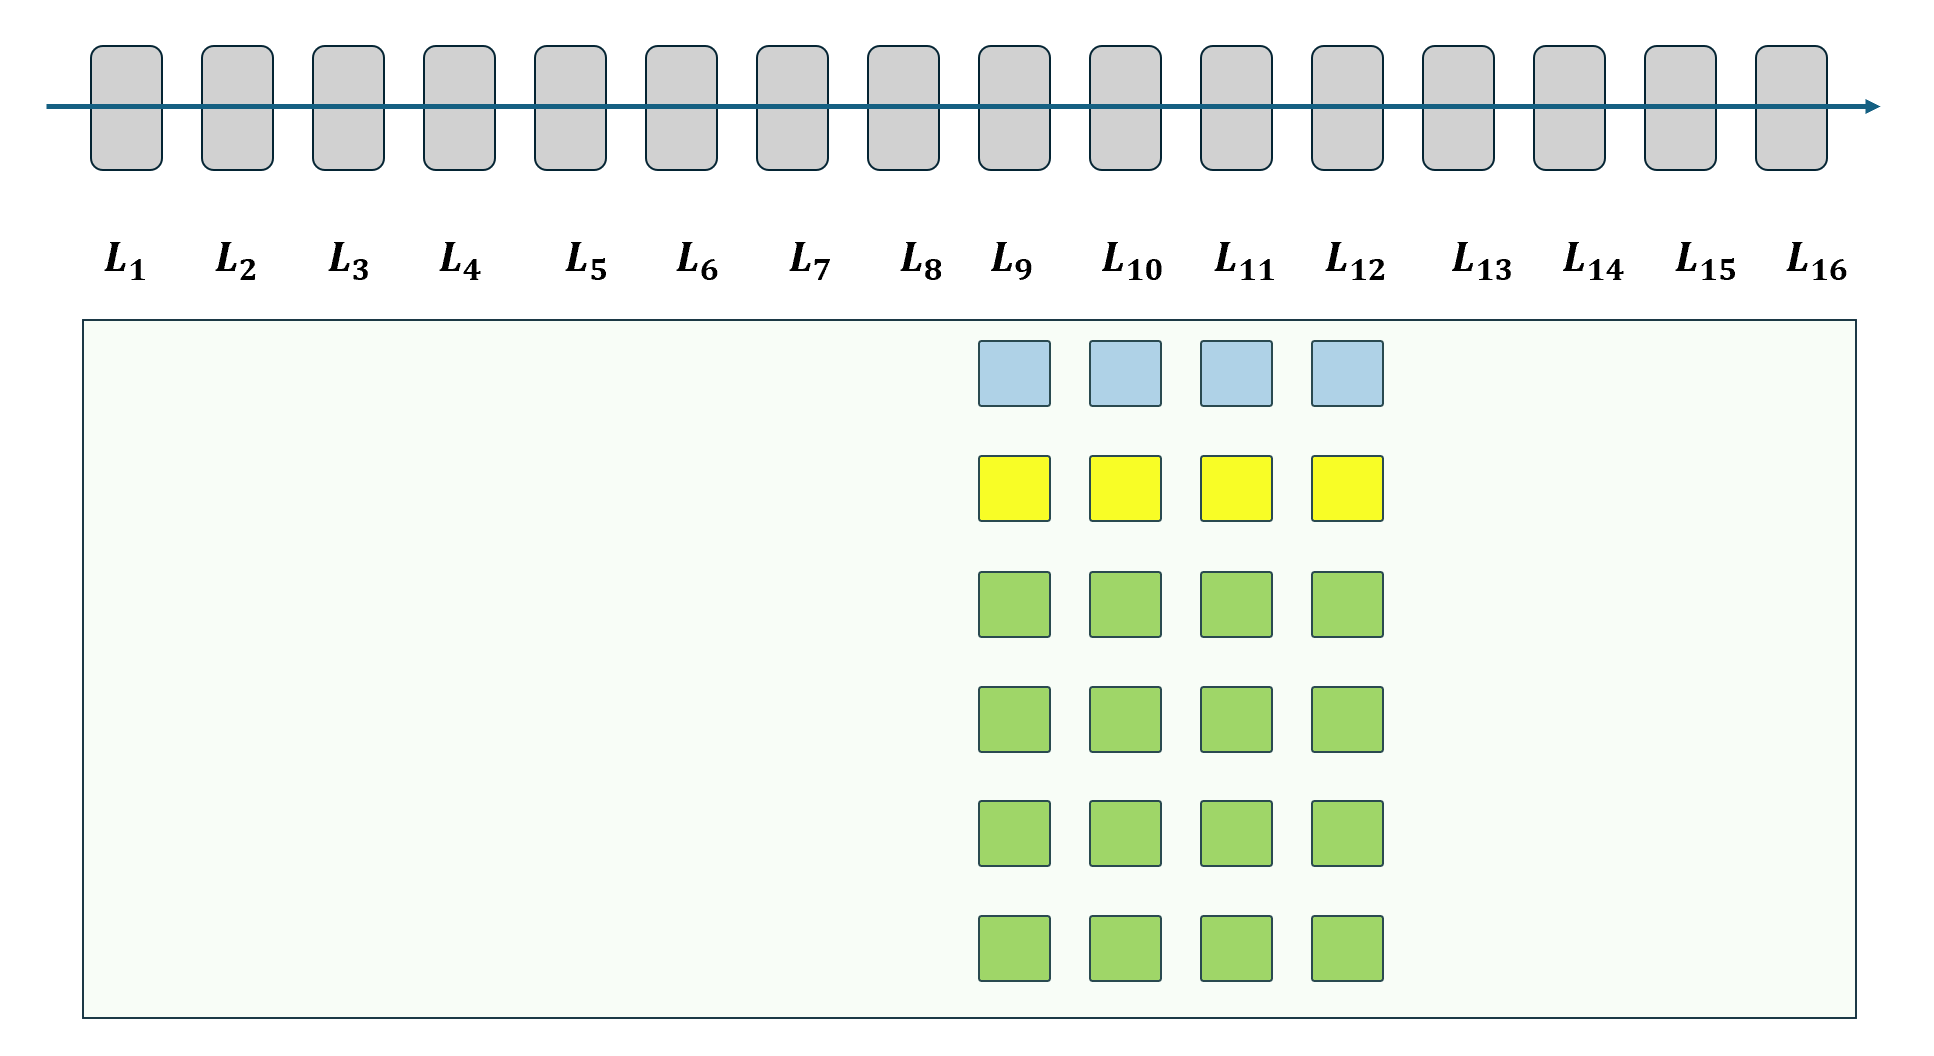 L₁ L₂ L₃ L₄ L₅ L₆ L₇ L₈ L₉ L₁₀ L₁₁ L₁₂ L₁₃ L₁₄ L₁₅ L₁₆